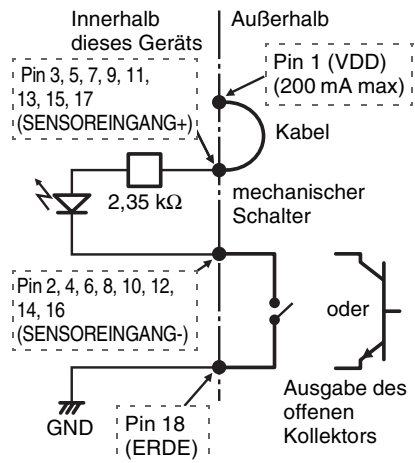 Innerhalb
dieses Geräts
Außerhalb
Pin 3, 5, 7, 9, 11,
13, 15, 17
(SENSOREINGANG+)
Pin 1 (VDD)
(200 mA max)
Kabel
2,35 kΩ
mechanischer
Schalter
Pin 2, 4, 6, 8, 10, 12,
14, 16
(SENSOREINGANG-)
oder
GND
Pin 18
(ERDE)
Ausgabe des
offenen
Kollektors